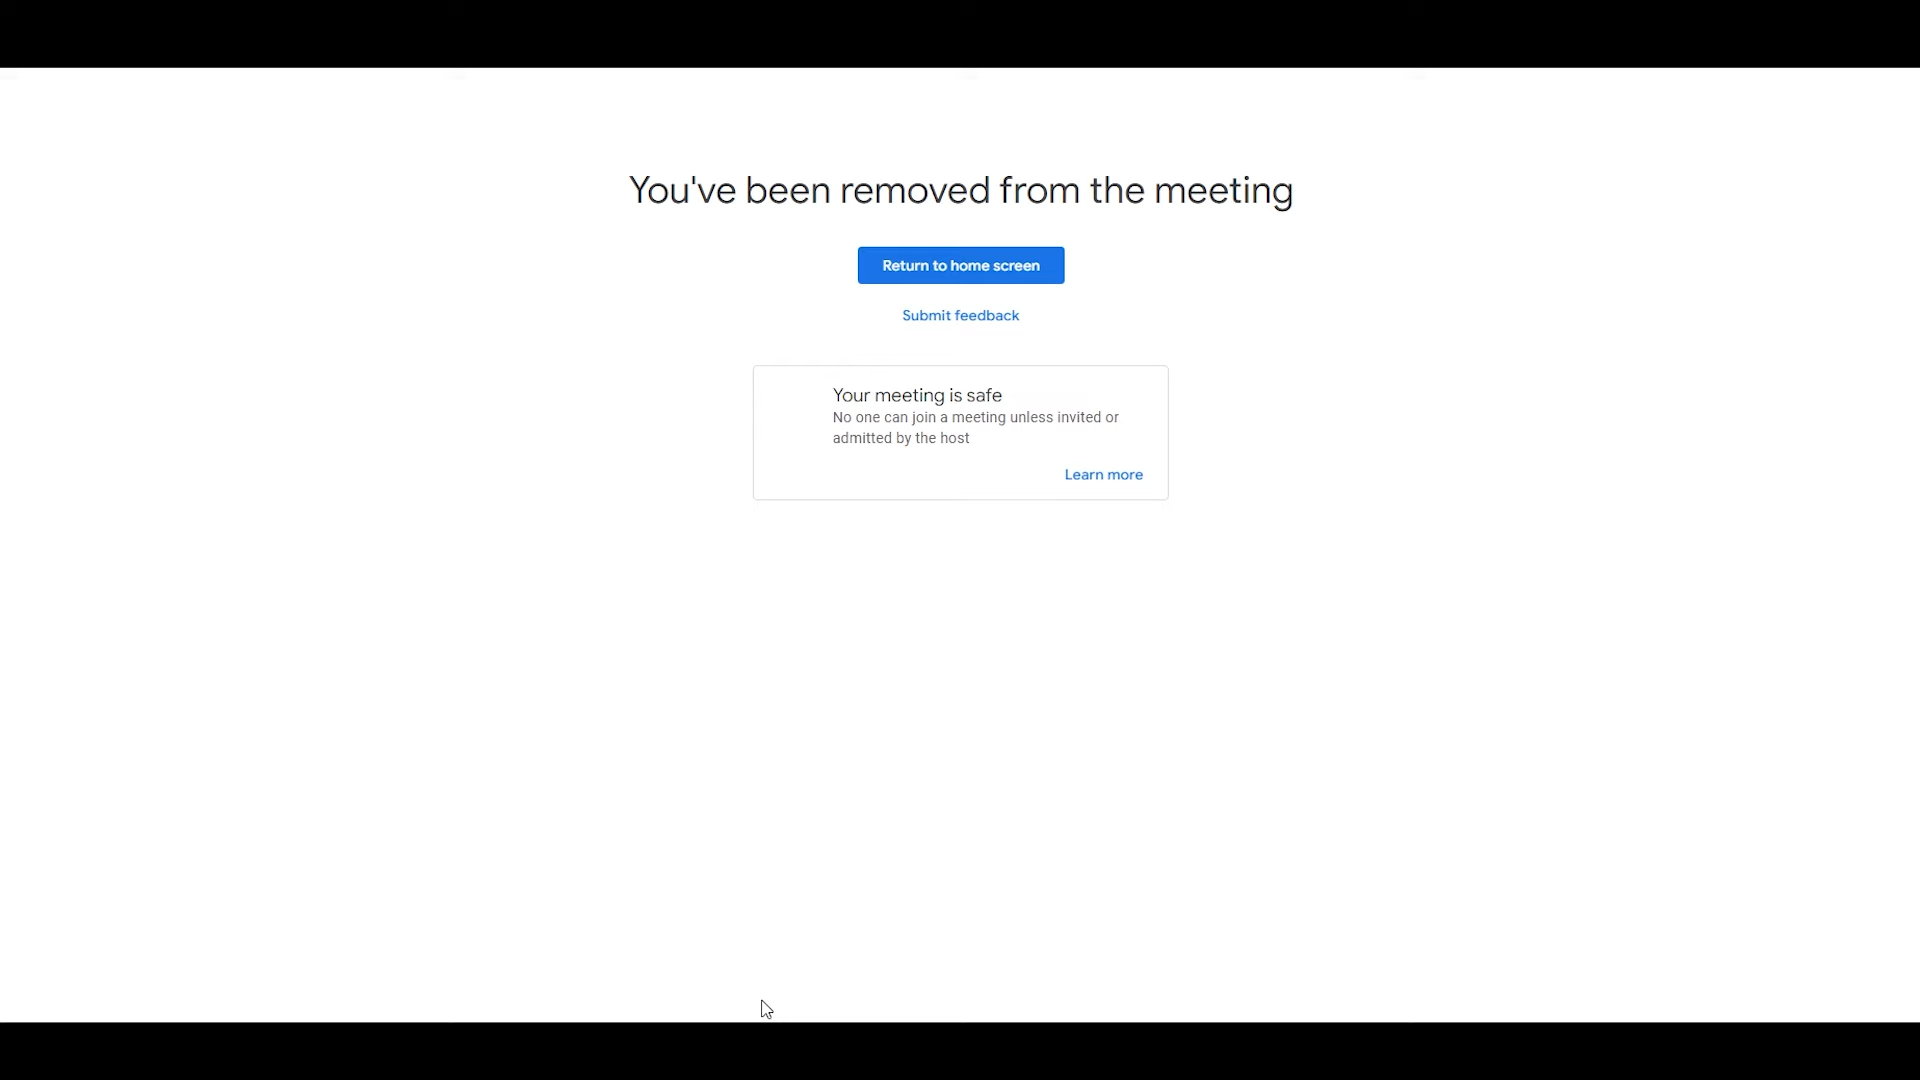 You've been removed from the meeting
Return to home screen
Submit feedback
Your meeting is safe
No one can join a meeting unless invited or
admitted by the host
Learn more